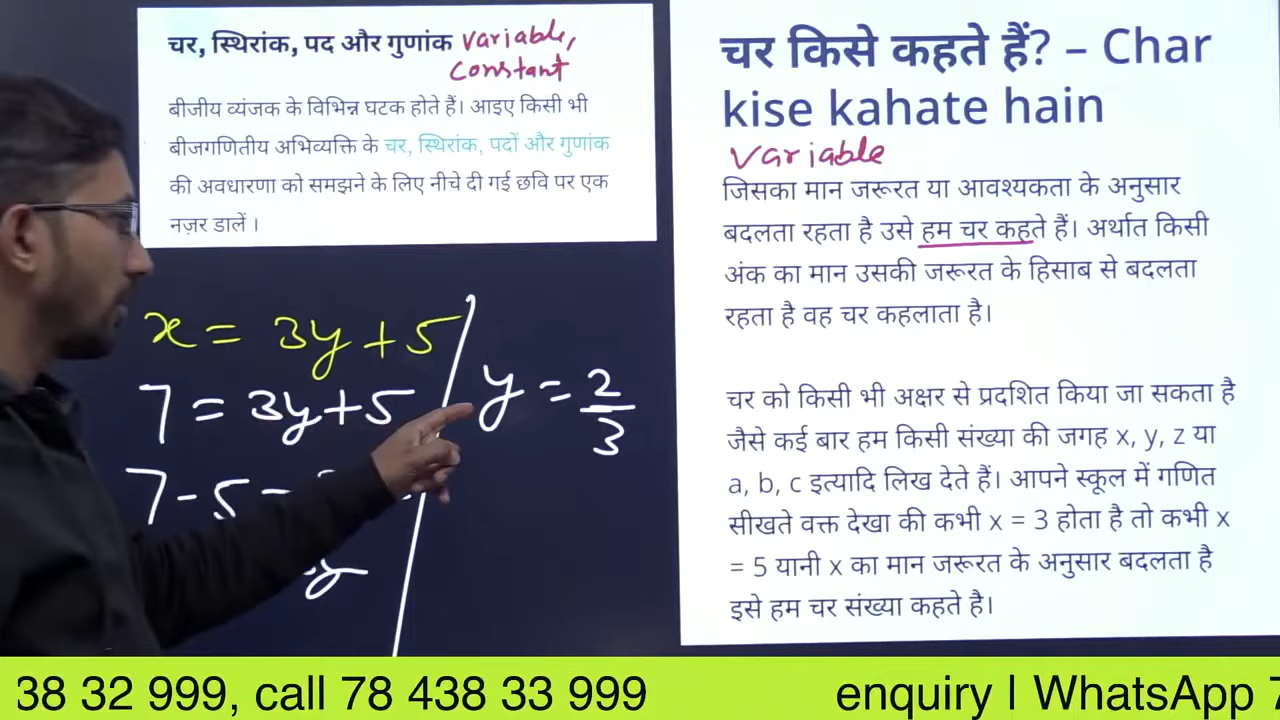 चर, स्थिरांक, पद और गुणांक variable,
constant
बीजीय व्यंजक के विभिन्न घटक होते हैं। आइए किसी भी
बीजगणितीय अभिव्यक्ति के चर, स्थिरांक, पदों और गुणांक
की अवधारणा को समझने के लिए नीचे दी गई छवि पर एक
नज़र डालें ।
x = 3y+5
7 = 3y+5
7-5=
y
y = 2/3
चर किसे कहते हैं? – Char
kise kahate hain
variable
जिसका मान जरूरत या आवश्यकता के अनुसार
बदलता रहता है उसे हम चर कहते हैं। अर्थात किसी
अंक का मान उसकी जरूरत के हिसाब से बदलता
रहता है वह चर कहलाता है।
चर को किसी भी अक्षर से प्रदशित किया जा सकता है
जैसे कई बार हम किसी संख्या की जगह x, y, z या
a, b, c इत्यादि लिख देते हैं। आपने स्कूल में गणित
सीखते वक्त देखा की कभी x = 3 होता है तो कभी x
= 5 यानी x का मान जरूरत के अनुसार बदलता है
इसे हम चर संख्या कहते है।
38 32 999, call 78 438 33 999 enquiry I WhatsApp 7